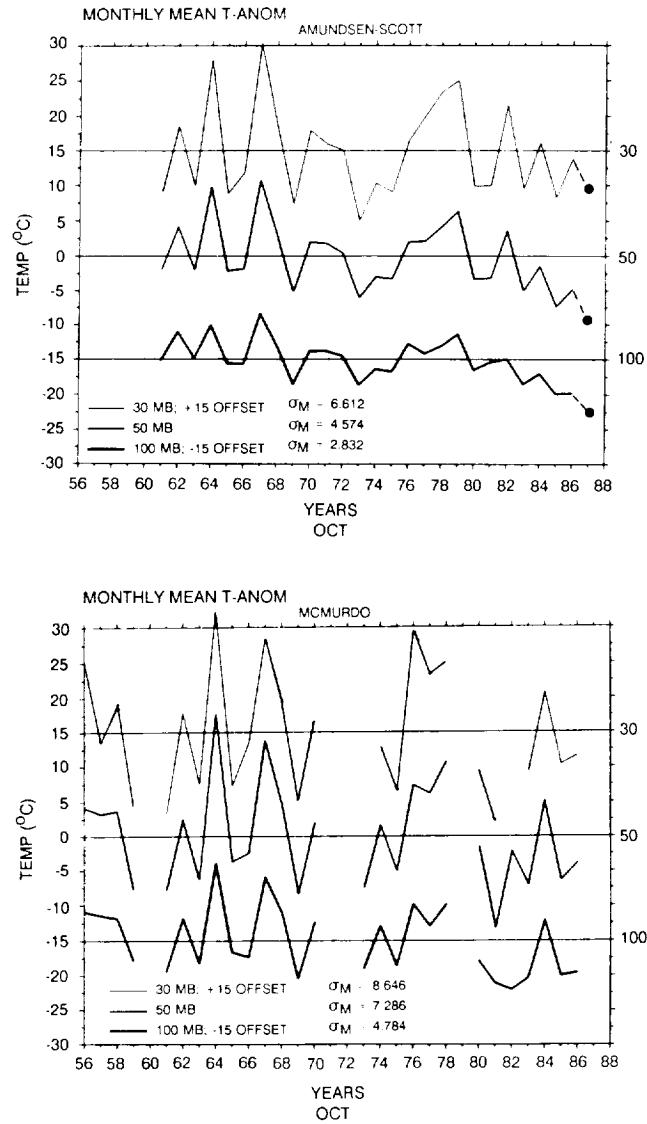 MONTHLY MEAN T-ANOM
AMUNDSEN-SCOTT
30
25
20
15
10
5
0
-5
-10
-15
-20
-25
-30
TEMP (°C)
30
50
100
30 MB; +15 OFFSET σM = 6.612
50 MB σM = 4 574
100 MB; -15 OFFSET σM = 2.832
56 58 60 62 64 66 68 70 72 74 76 78 80 82 84 86 88
YEARS
OCT
MONTHLY MEAN T-ANOM
MCMURDO
30
25
20
15
10
5
0
-5
-10
-15
-20
-25
-30
TEMP (°C)
30
50
100
30 MB; +15 OFFSET σM = 8 646
50 MB σM = 7 286
100 MB; -15 OFFSET σM = 4.784
56 58 60 62 64 66 68 70 72 74 76 78 80 82 84 86 88
YEARS
OCT